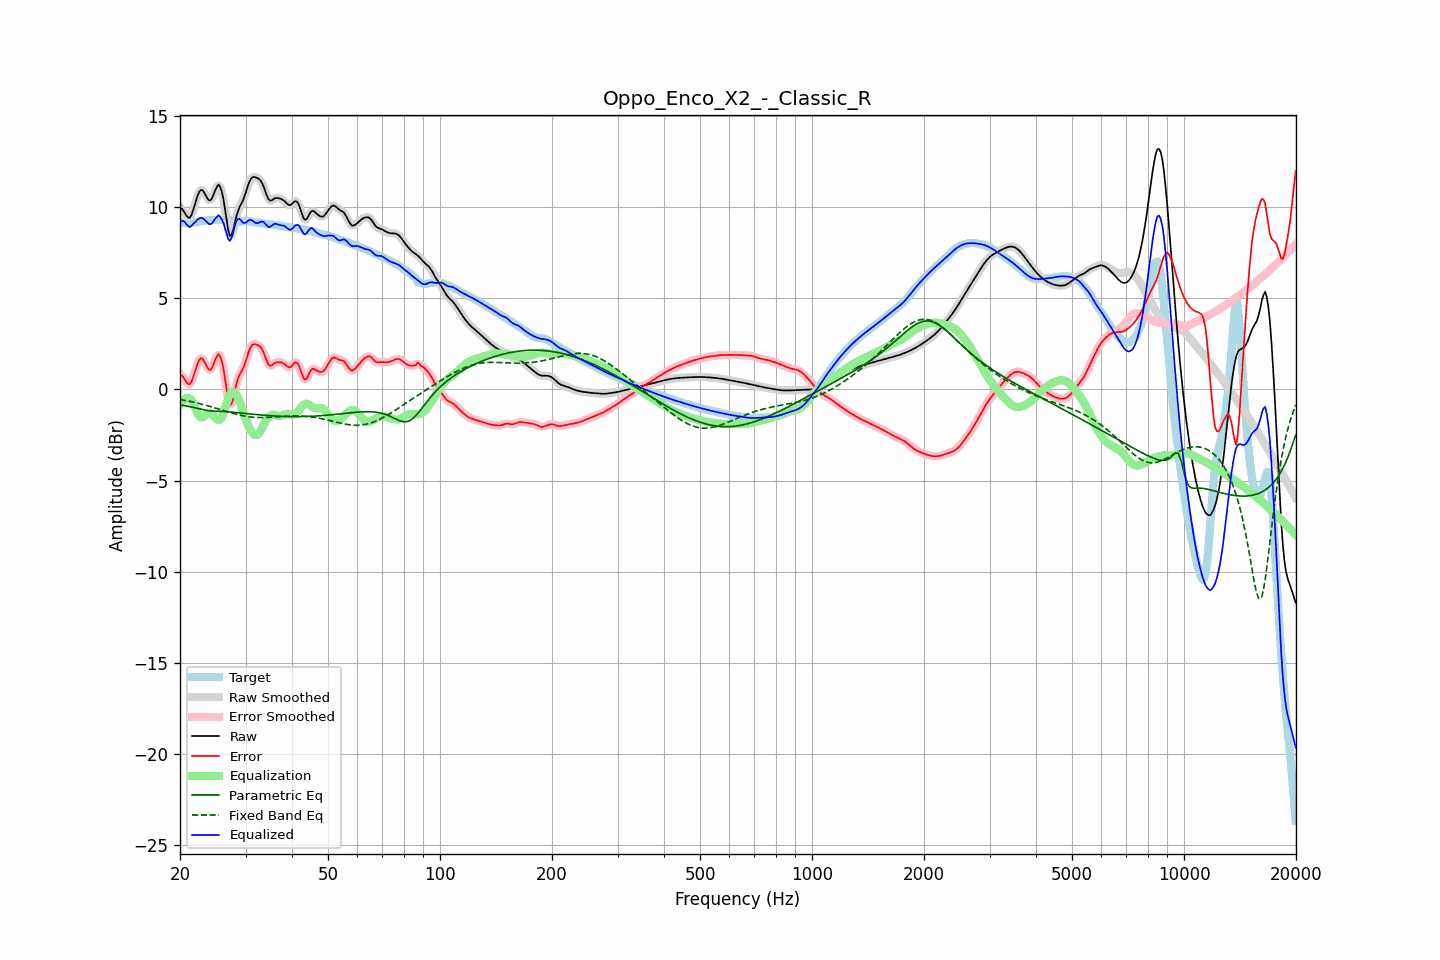 Oppo_Enco_X2_-_Classic_R
Amplitude (dBr)
15
10
5
0
−5
−10
−15
−20
−25
Target
Raw Smoothed
Error Smoothed
Raw
Error
Equalization
Parametric Eq
Fixed Band Eq
Equalized
20 50 100 200 500 1000 2000 5000 10000 20000
Frequency (Hz)